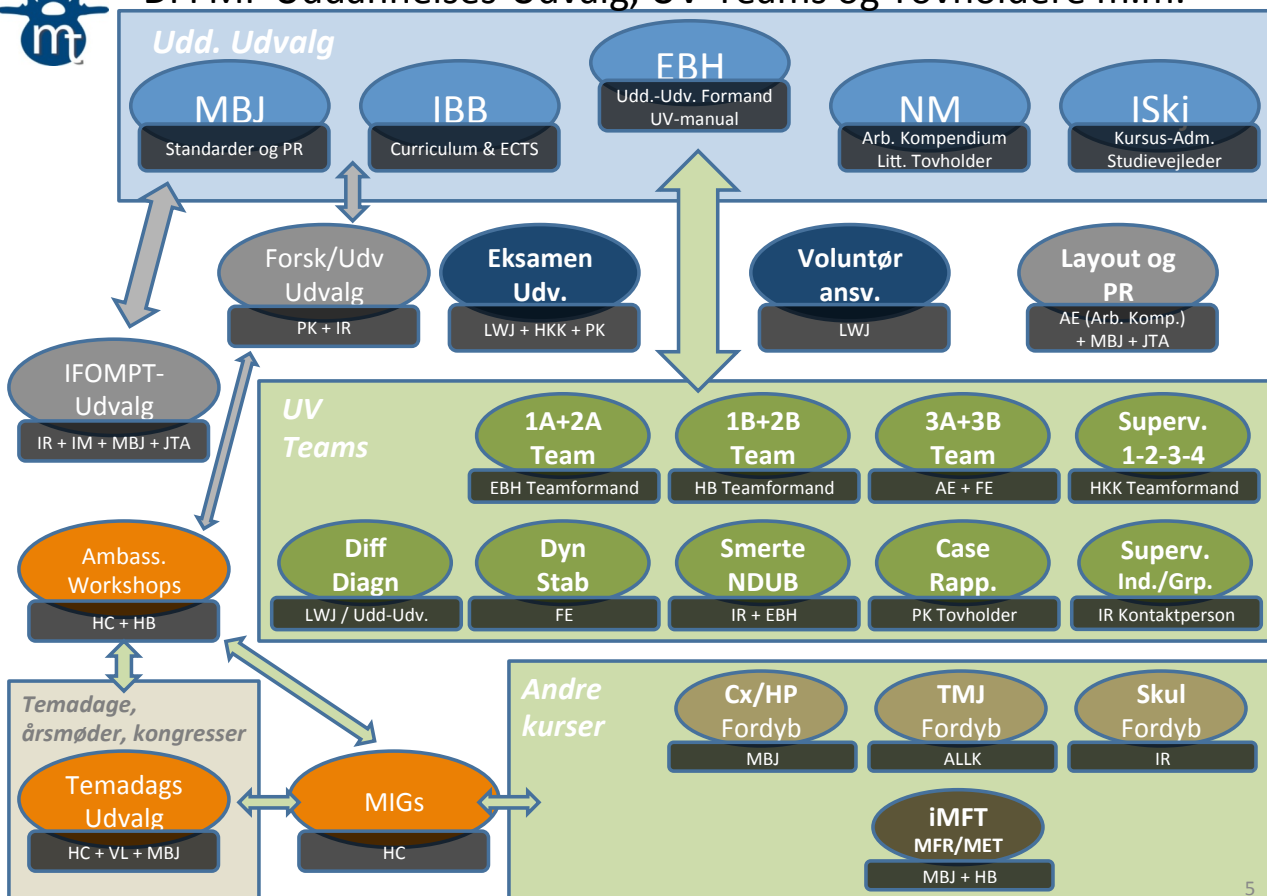 mt
Udd. Udvalg
MBJ
Standarder og PR
IBB
Curriculum & ECTS
EBH
Udd.-Udv. Formand
UV-manual
NM
Arb. Kompendium
Litt. Tovholder
ISkj
Kursus-Adm.
Studievejleder
Forsk/Udv
Udvalg
PK + IR
Eksamen
Udv.
LWJ + HKK + PK
Voluntør
ansv.
LWJ
Layout og
PR
AE (Arb. Komp.)
+ MBJ + JTA
IFOMPT-
Udvalg
IR + IM + MBJ + JTA
UV
Teams
1A+2A
Team
EBH Teamformand
1B+2B
Team
HB Teamformand
3A+3B
Team
AE + FE
Superv.
1-2-3-4
HKK Teamformand
Diff
Diagn
LWJ / Udd-Udv.
Dyn
Stab
FE
Smerte
NDUB
IR + EBH
Case
Rapp.
PK Tovholder
Superv.
Ind./Grp.
IR Kontaktperson
Ambass.
Workshops
HC + HB
Temadage,
årsmøder, kongresser
Temadags
Udvalg
HC + VL + MBJ
MIGs
HC
Andre
kurser
Cx/HP
Fordyb
MBJ
TMJ
Fordyb
ALLK
Skul
Fordyb
IR
iMFT
MFR/MET
MBJ + HB
5